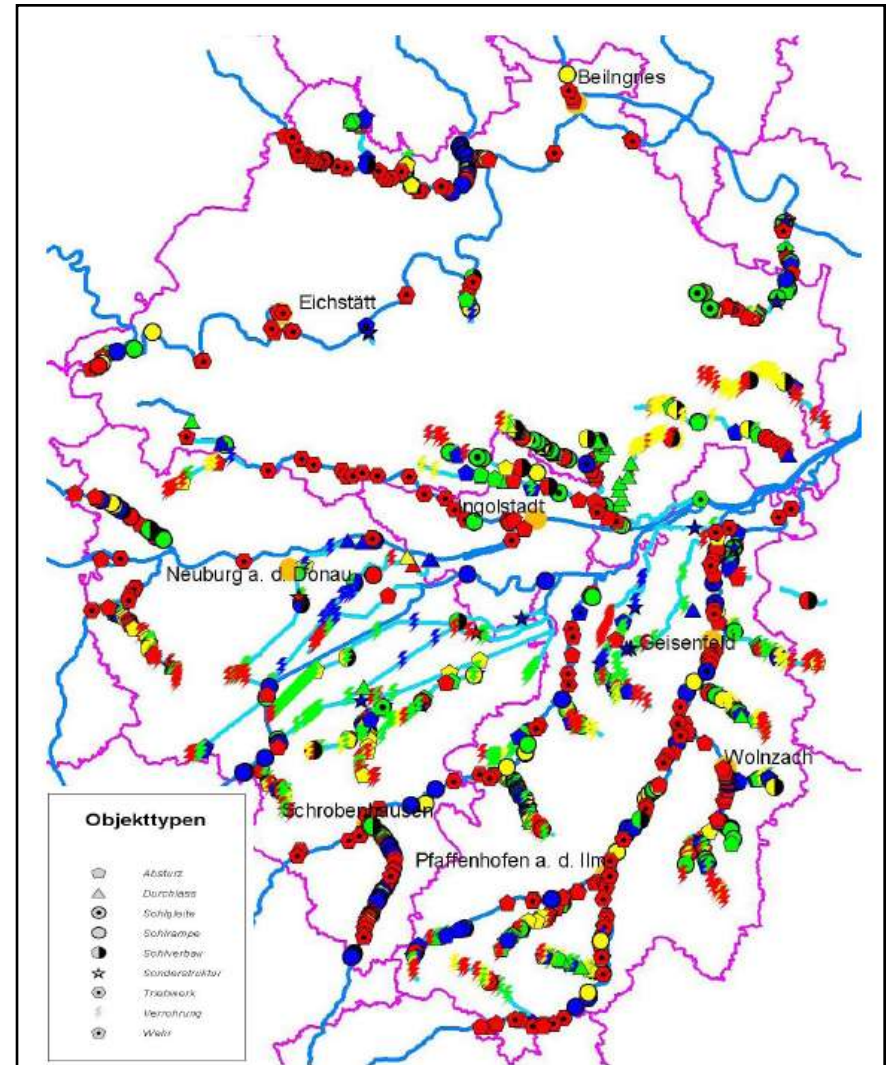 Beilngnes
Eichstätt
Ingolstadt
Neuburg a. d. Donau
Geisenfeld
Wolnzach
Schrobenhausen
Pfaffenhofen a. d. Ilm
Objekttypen
Absturz
Durchlass
Sohlgleite
Sohlrampe
Sohlverbau
Sonderstruktur
Triebwerk
Verrohrung
Wehr